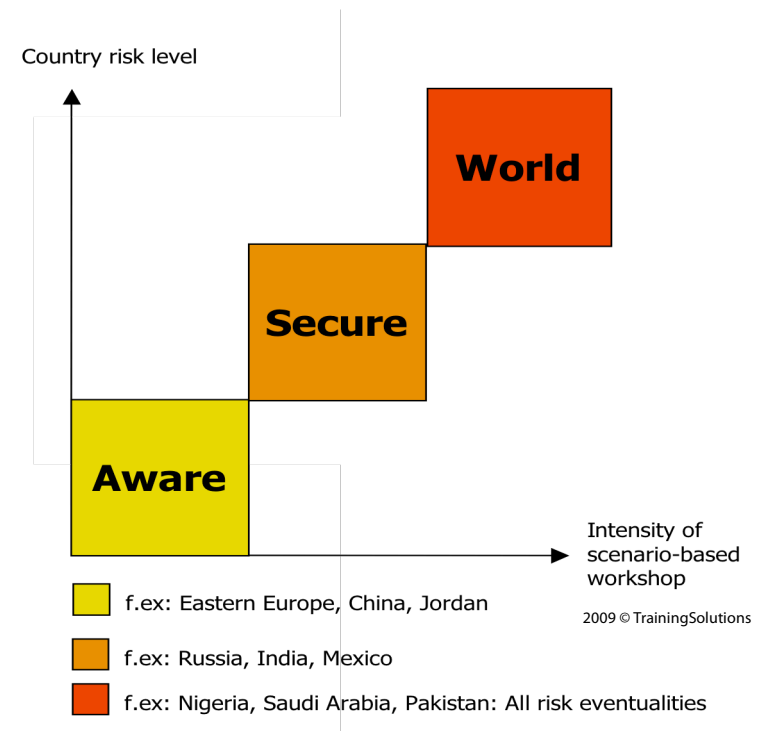 Country risk level
World
Secure
Aware
Intensity of
scenario-based
workshop
f.ex: Eastern Europe, China, Jordan
2009 © TrainingSolutions
f.ex: Russia, India, Mexico
f.ex: Nigeria, Saudi Arabia, Pakistan: All risk eventualities